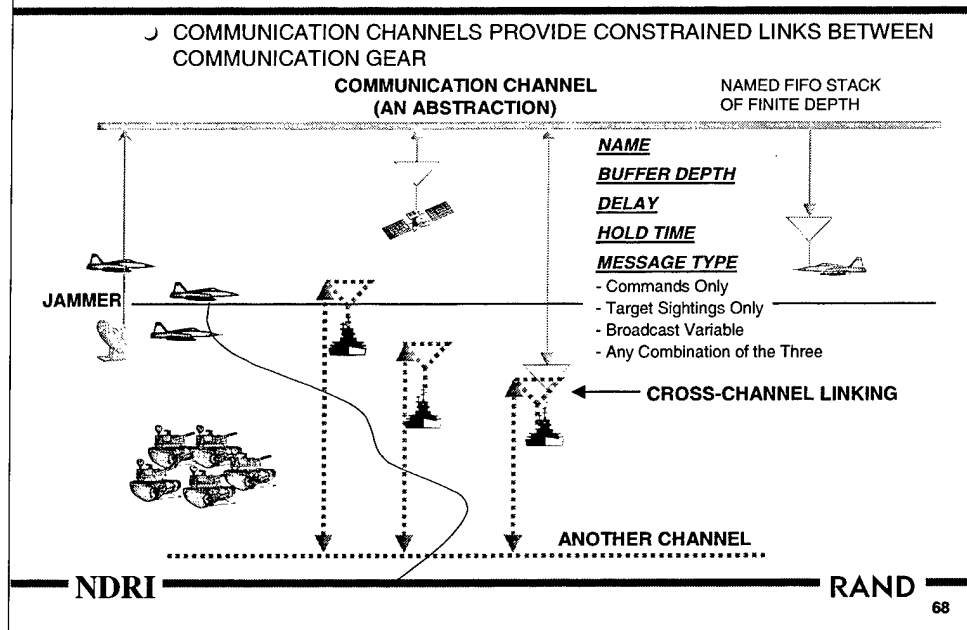 COMMUNICATION CHANNELS PROVIDE CONSTRAINED LINKS BETWEEN
COMMUNICATION GEAR
COMMUNICATION CHANNEL
(AN ABSTRACTION)
NAMED FIFO STACK
OF FINITE DEPTH
NAME
BUFFER DEPTH
DELAY
HOLD TIME
MESSAGE TYPE
- Commands Only
- Target Sightings Only
- Broadcast Variable
- Any Combination of the Three
JAMMER
CROSS-CHANNEL LINKING
ANOTHER CHANNEL
NDRI
RAND
68